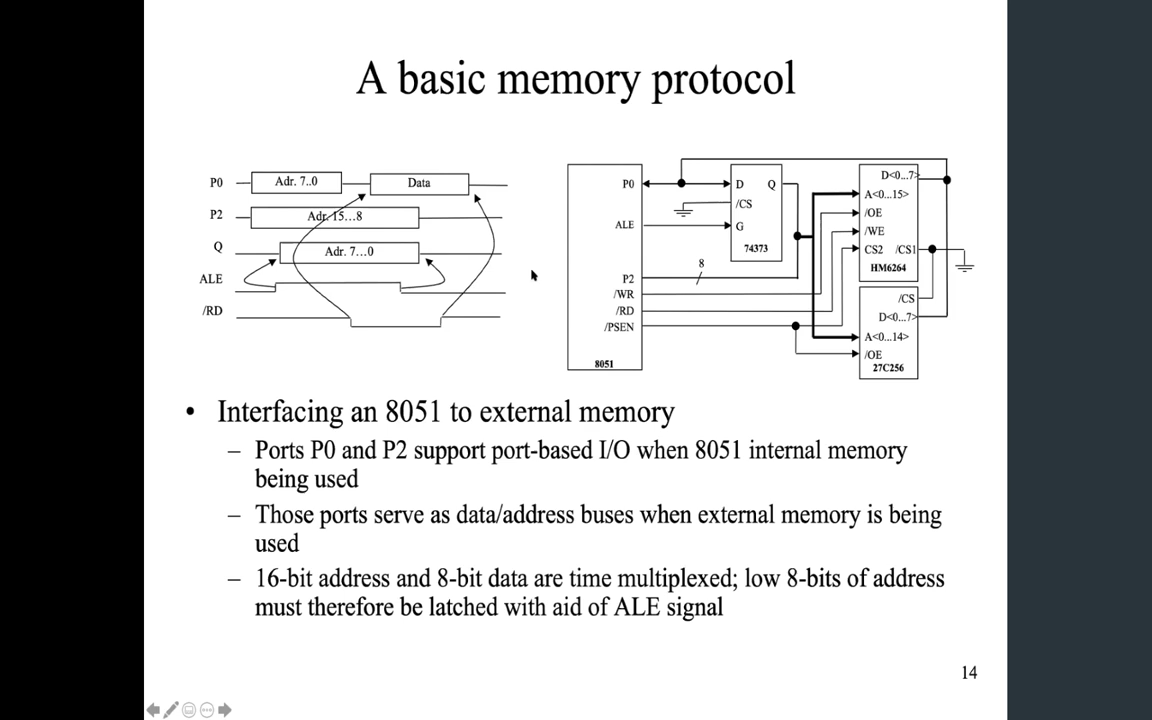 A basic memory protocol
P0
Adr. 7..0
Data
P2
Adr. 15...8
Q
Adr. 7...0
ALE
/RD
P0
ALE
P2
/WR
/RD
/PSEN
8051
8
D
Q
/CS
G
74373
D<0...7>
A<0...15>
/OE
/WE
CS2 /CS1
HM6264
/CS
D<0...7>
A<0...14>
/OE
27C256
• Interfacing an 8051 to external memory
– Ports P0 and P2 support port-based I/O when 8051 internal memory
being used
– Those ports serve as data/address buses when external memory is being
used
– 16-bit address and 8-bit data are time multiplexed; low 8-bits of address
must therefore be latched with aid of ALE signal
14